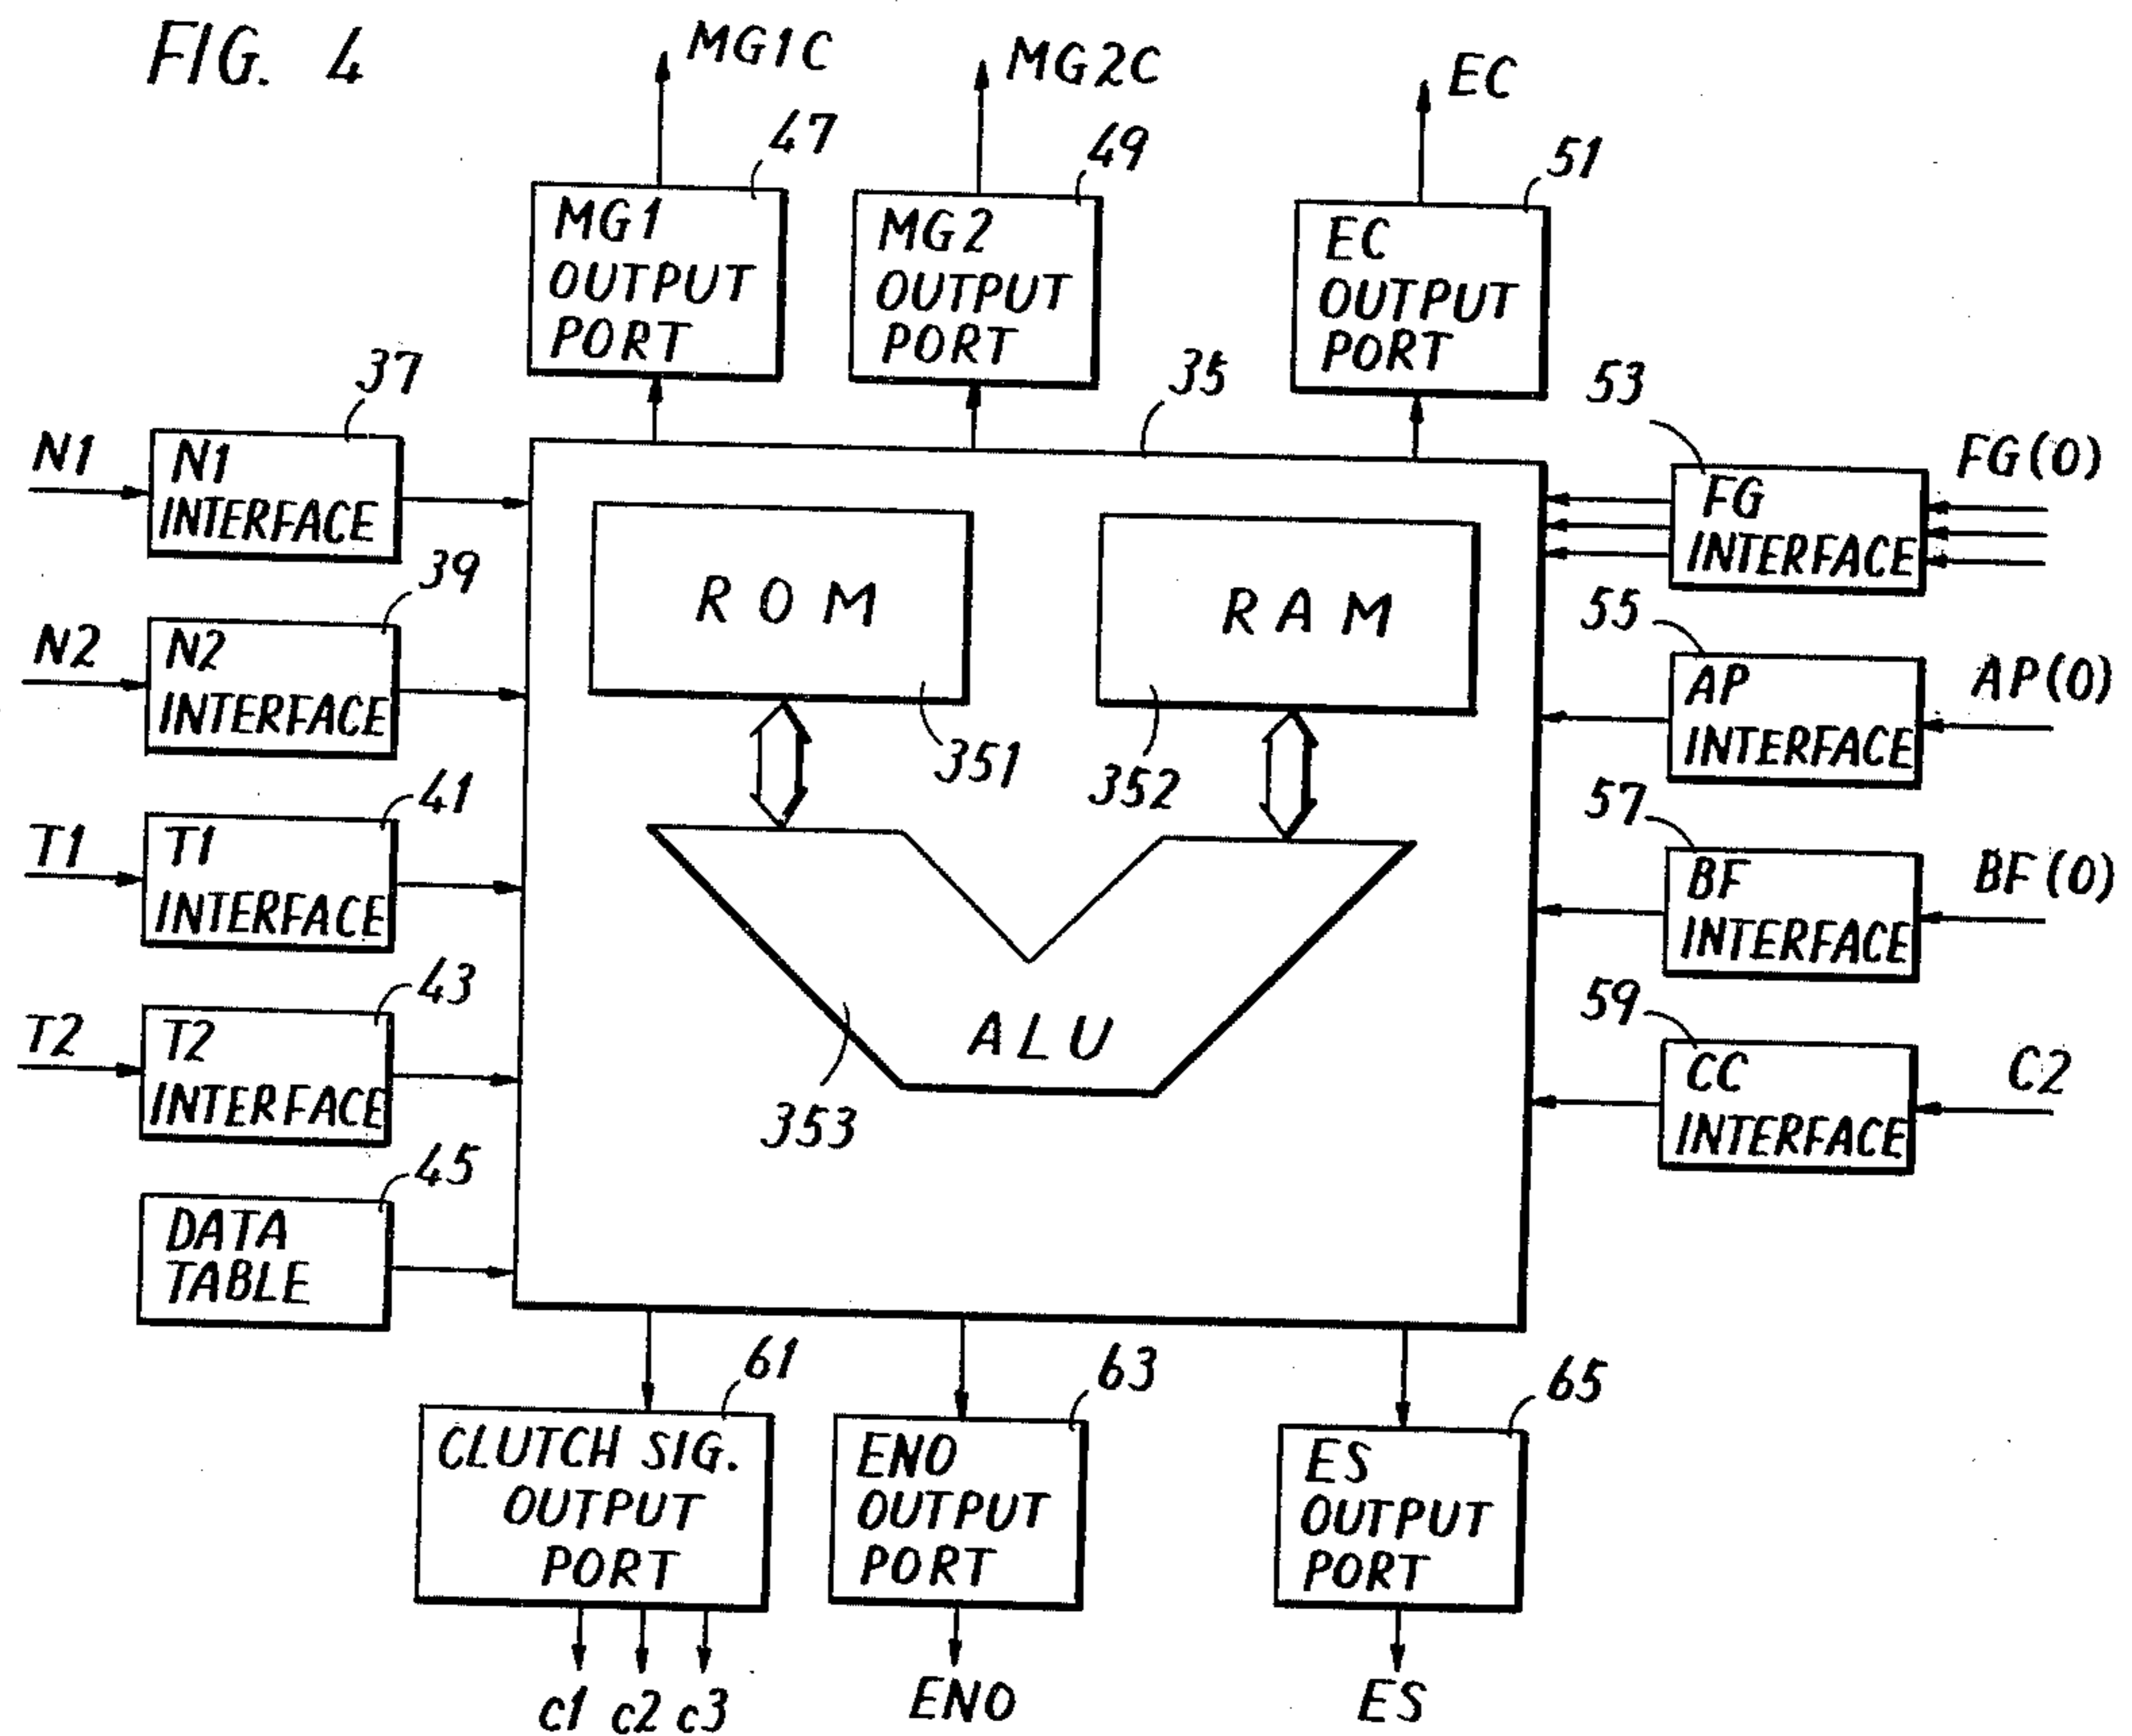 FIG. 4
MG1C
MG2C
EC
47
49
51
MG1
OUTPUT
PORT
MG2
OUTPUT
PORT
EC
OUTPUT
PORT
37
35
53
N1
N1
INTERFACE
FG
INTERFACE
FG(0)
39
55
N2
N2
INTERFACE
ROM
RAM
AP
INTERFACE
AP(0)
351
352
41
57
T1
T1
INTERFACE
BF
INTERFACE
BF(0)
43
59
T2
T2
INTERFACE
ALU
CC
INTERFACE
C2
353
45
DATA
TABLE
61
63
65
CLUTCH SIG.
OUTPUT
PORT
ENO
OUTPUT
PORT
ES
OUTPUT
PORT
c1 c2 c3
ENO
ES